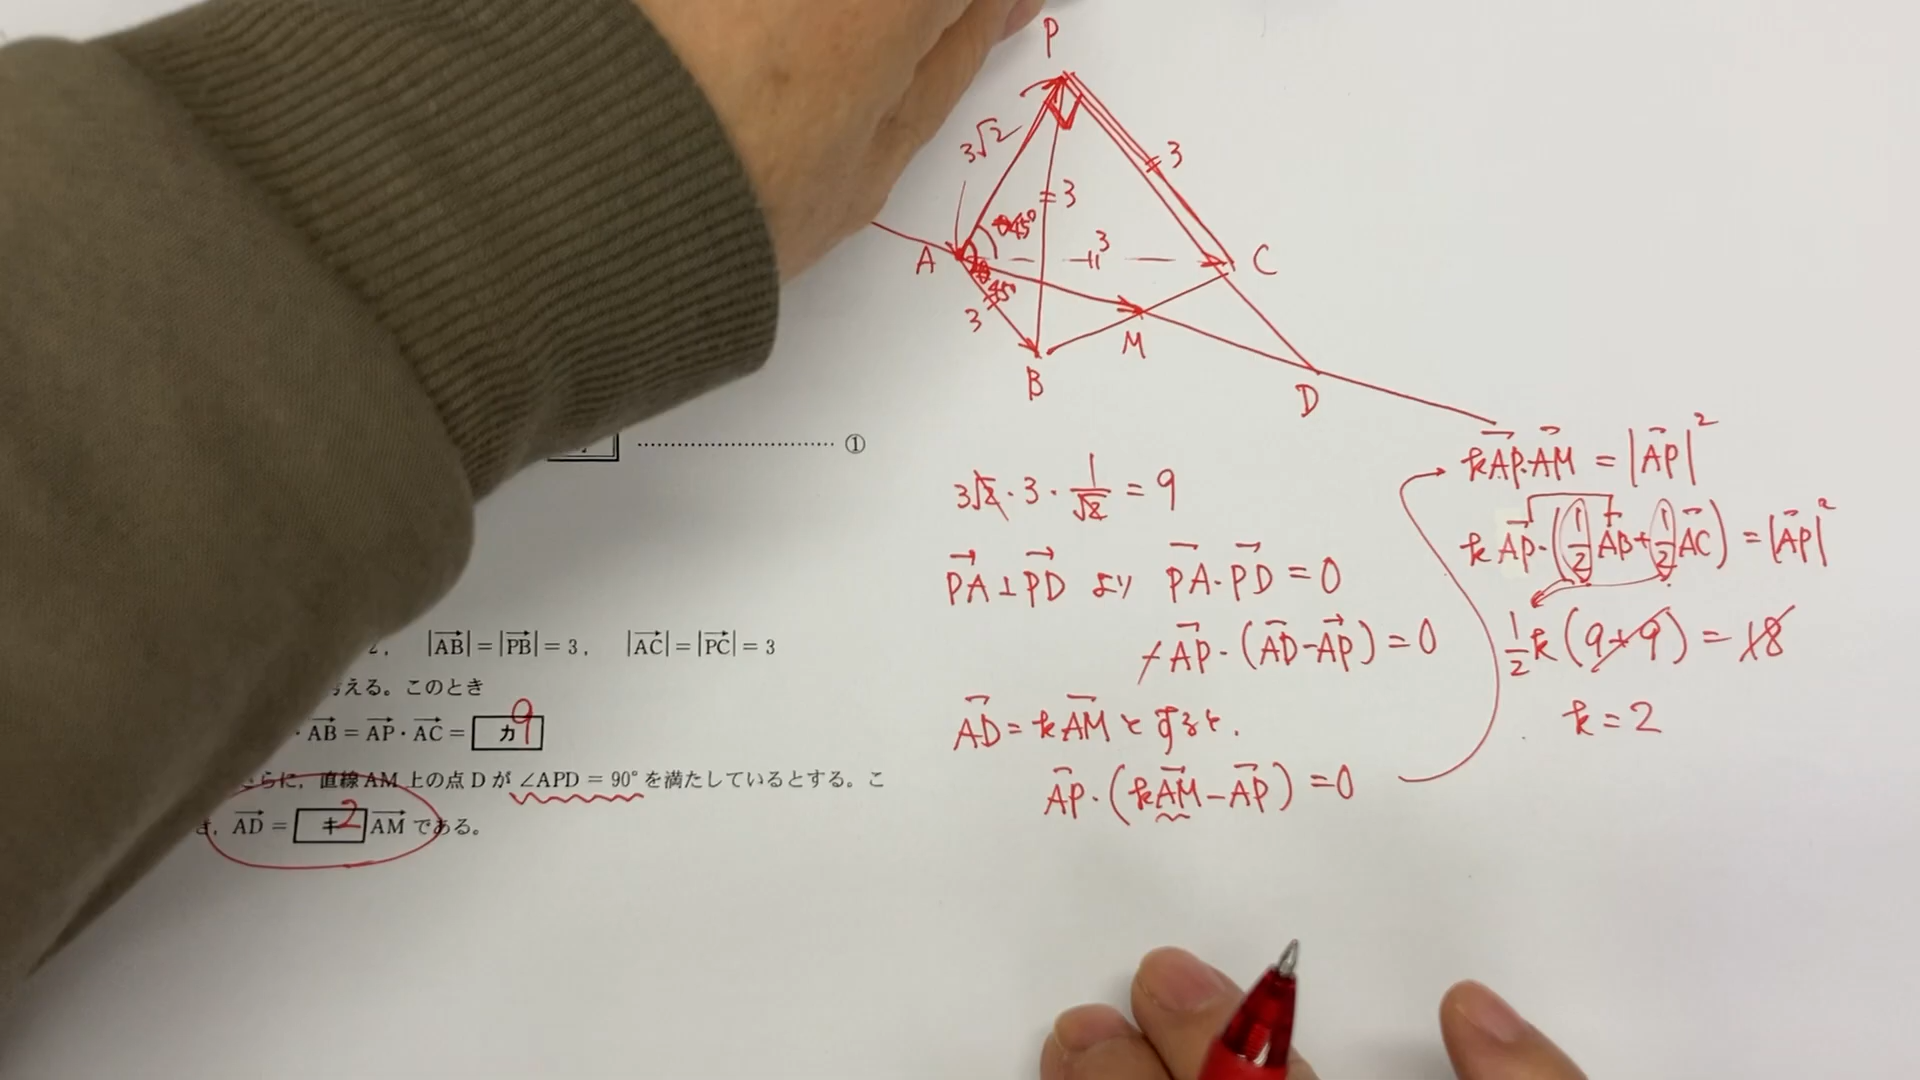 P
3√2
3
3
45°
3
A
C
45°
3
M
B
D
………………………… ①
3√2・3・1/√2 = 9
PA⊥PD より PA・PD = 0
-AP・(AD-AP) = 0
AD = kAM とすると、
AP・(kAM-AP) = 0
kAP・AM = |AP|²
kAP・(1/2 AB+1/2 AC) = |AP|²
1/2 k(9+9) = 18
k = 2
2, |AB| = |PB| = 3, |AC| = |PC| = 3
える。このとき
・AB = AP・AC = カ 9
らに, 直線 AM 上の点 D が ∠APD = 90° を満たしているとする。こ
き, AD = キ 2 AM である。